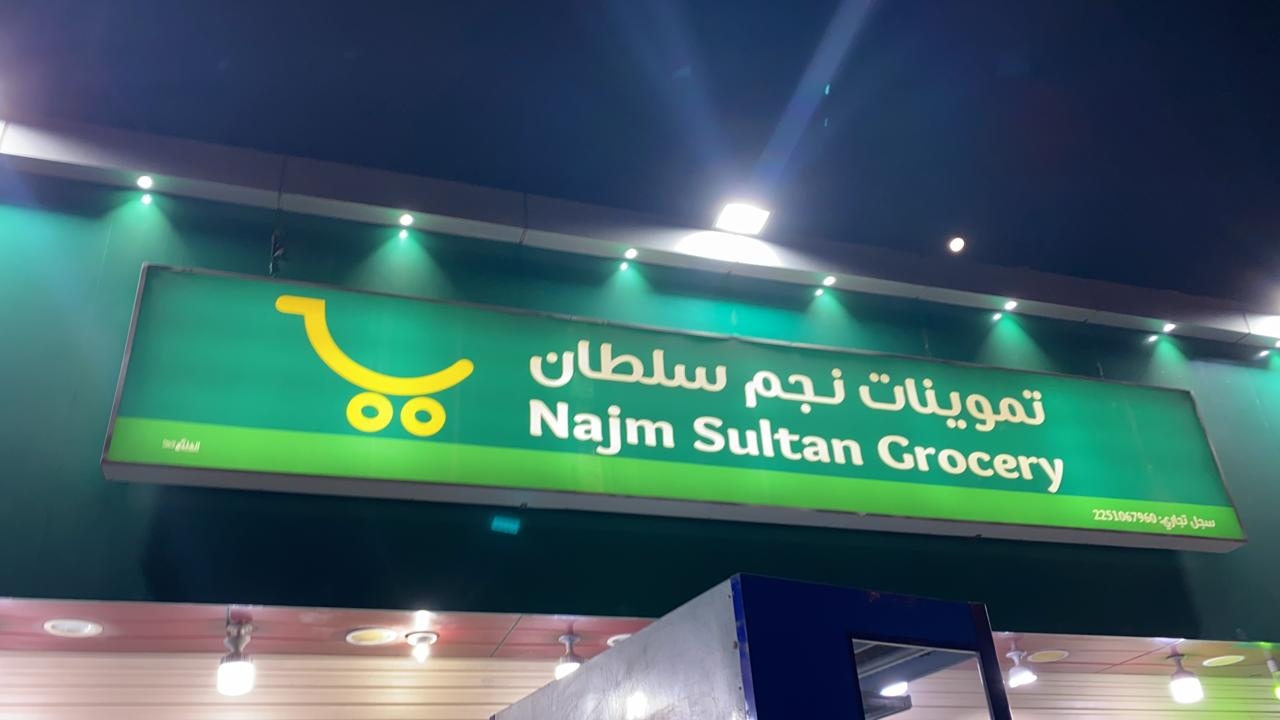 تموينات نجم سلطان
Najm Sultan Grocery
سجل تجاري: 2251067960